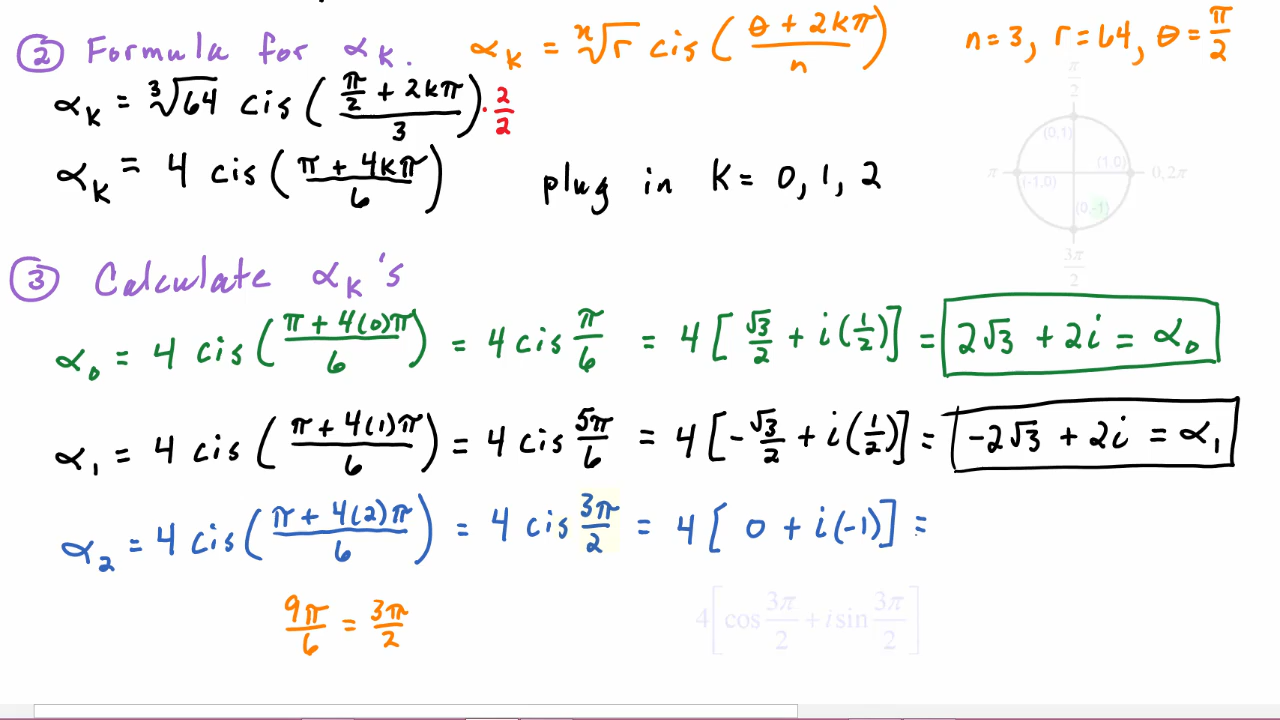 ② Formula for αₖ. αₖ = ⁿ√r cis((θ + 2kπ)/n) n = 3, r = 64, θ = π/2
αₖ = ³√64 cis((π/2 + 2kπ)/3) · 2/2
αₖ = 4 cis((π + 4kπ)/6) plug in k = 0, 1, 2
π/2
(0,1)
π (-1,0) (1,0) 0, 2π
(0,-1)
3π/2
③ Calculate αₖ's
α₀ = 4 cis((π + 4(0)π)/6) = 4 cis π/6 = 4[√3/2 + i(1/2)] = 2√3 + 2i = α₀
α₁ = 4 cis((π + 4(1)π)/6) = 4 cis 5π/6 = 4[-√3/2 + i(1/2)] = -2√3 + 2i = α₁
α₂ = 4 cis((π + 4(2)π)/6) = 4 cis 3π/2 = 4[0 + i(-1)] =
9π/6 = 3π/2
4[cos 3π/2 + i sin 3π/2]